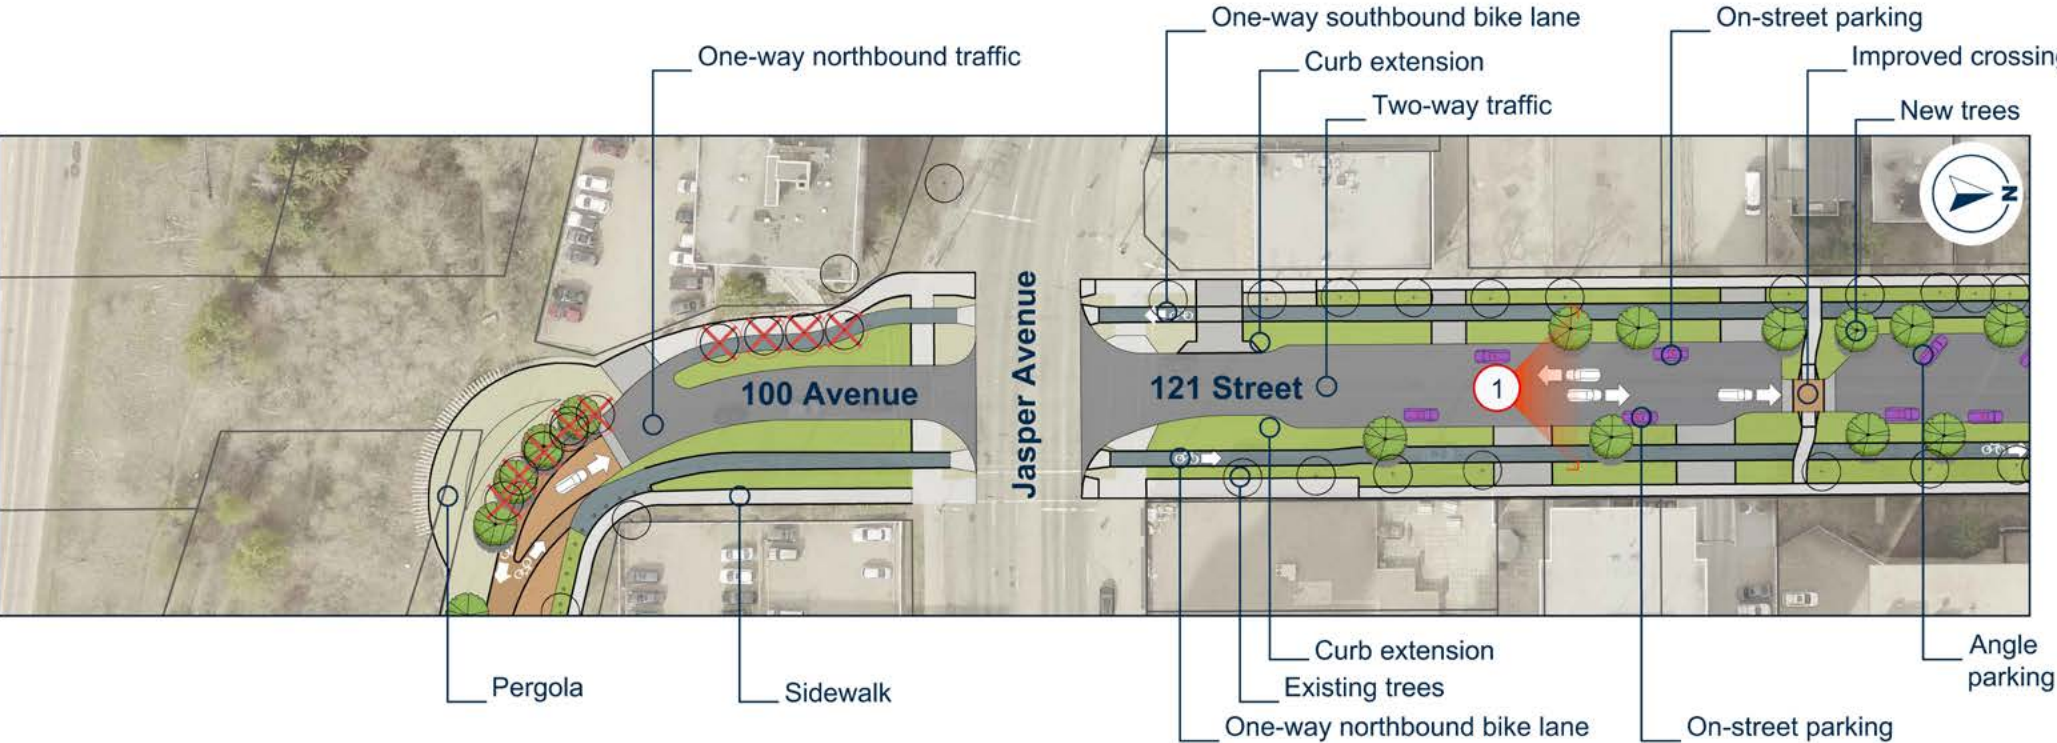 One-way southbound bike lane
On-street parking
One-way northbound traffic
Curb extension
Improved crossing
Two-way traffic
New trees
N
Jasper Avenue
100 Avenue
121 Street
1
Curb extension
Angle
parking
Pergola
Sidewalk
Existing trees
One-way northbound bike lane
On-street parking